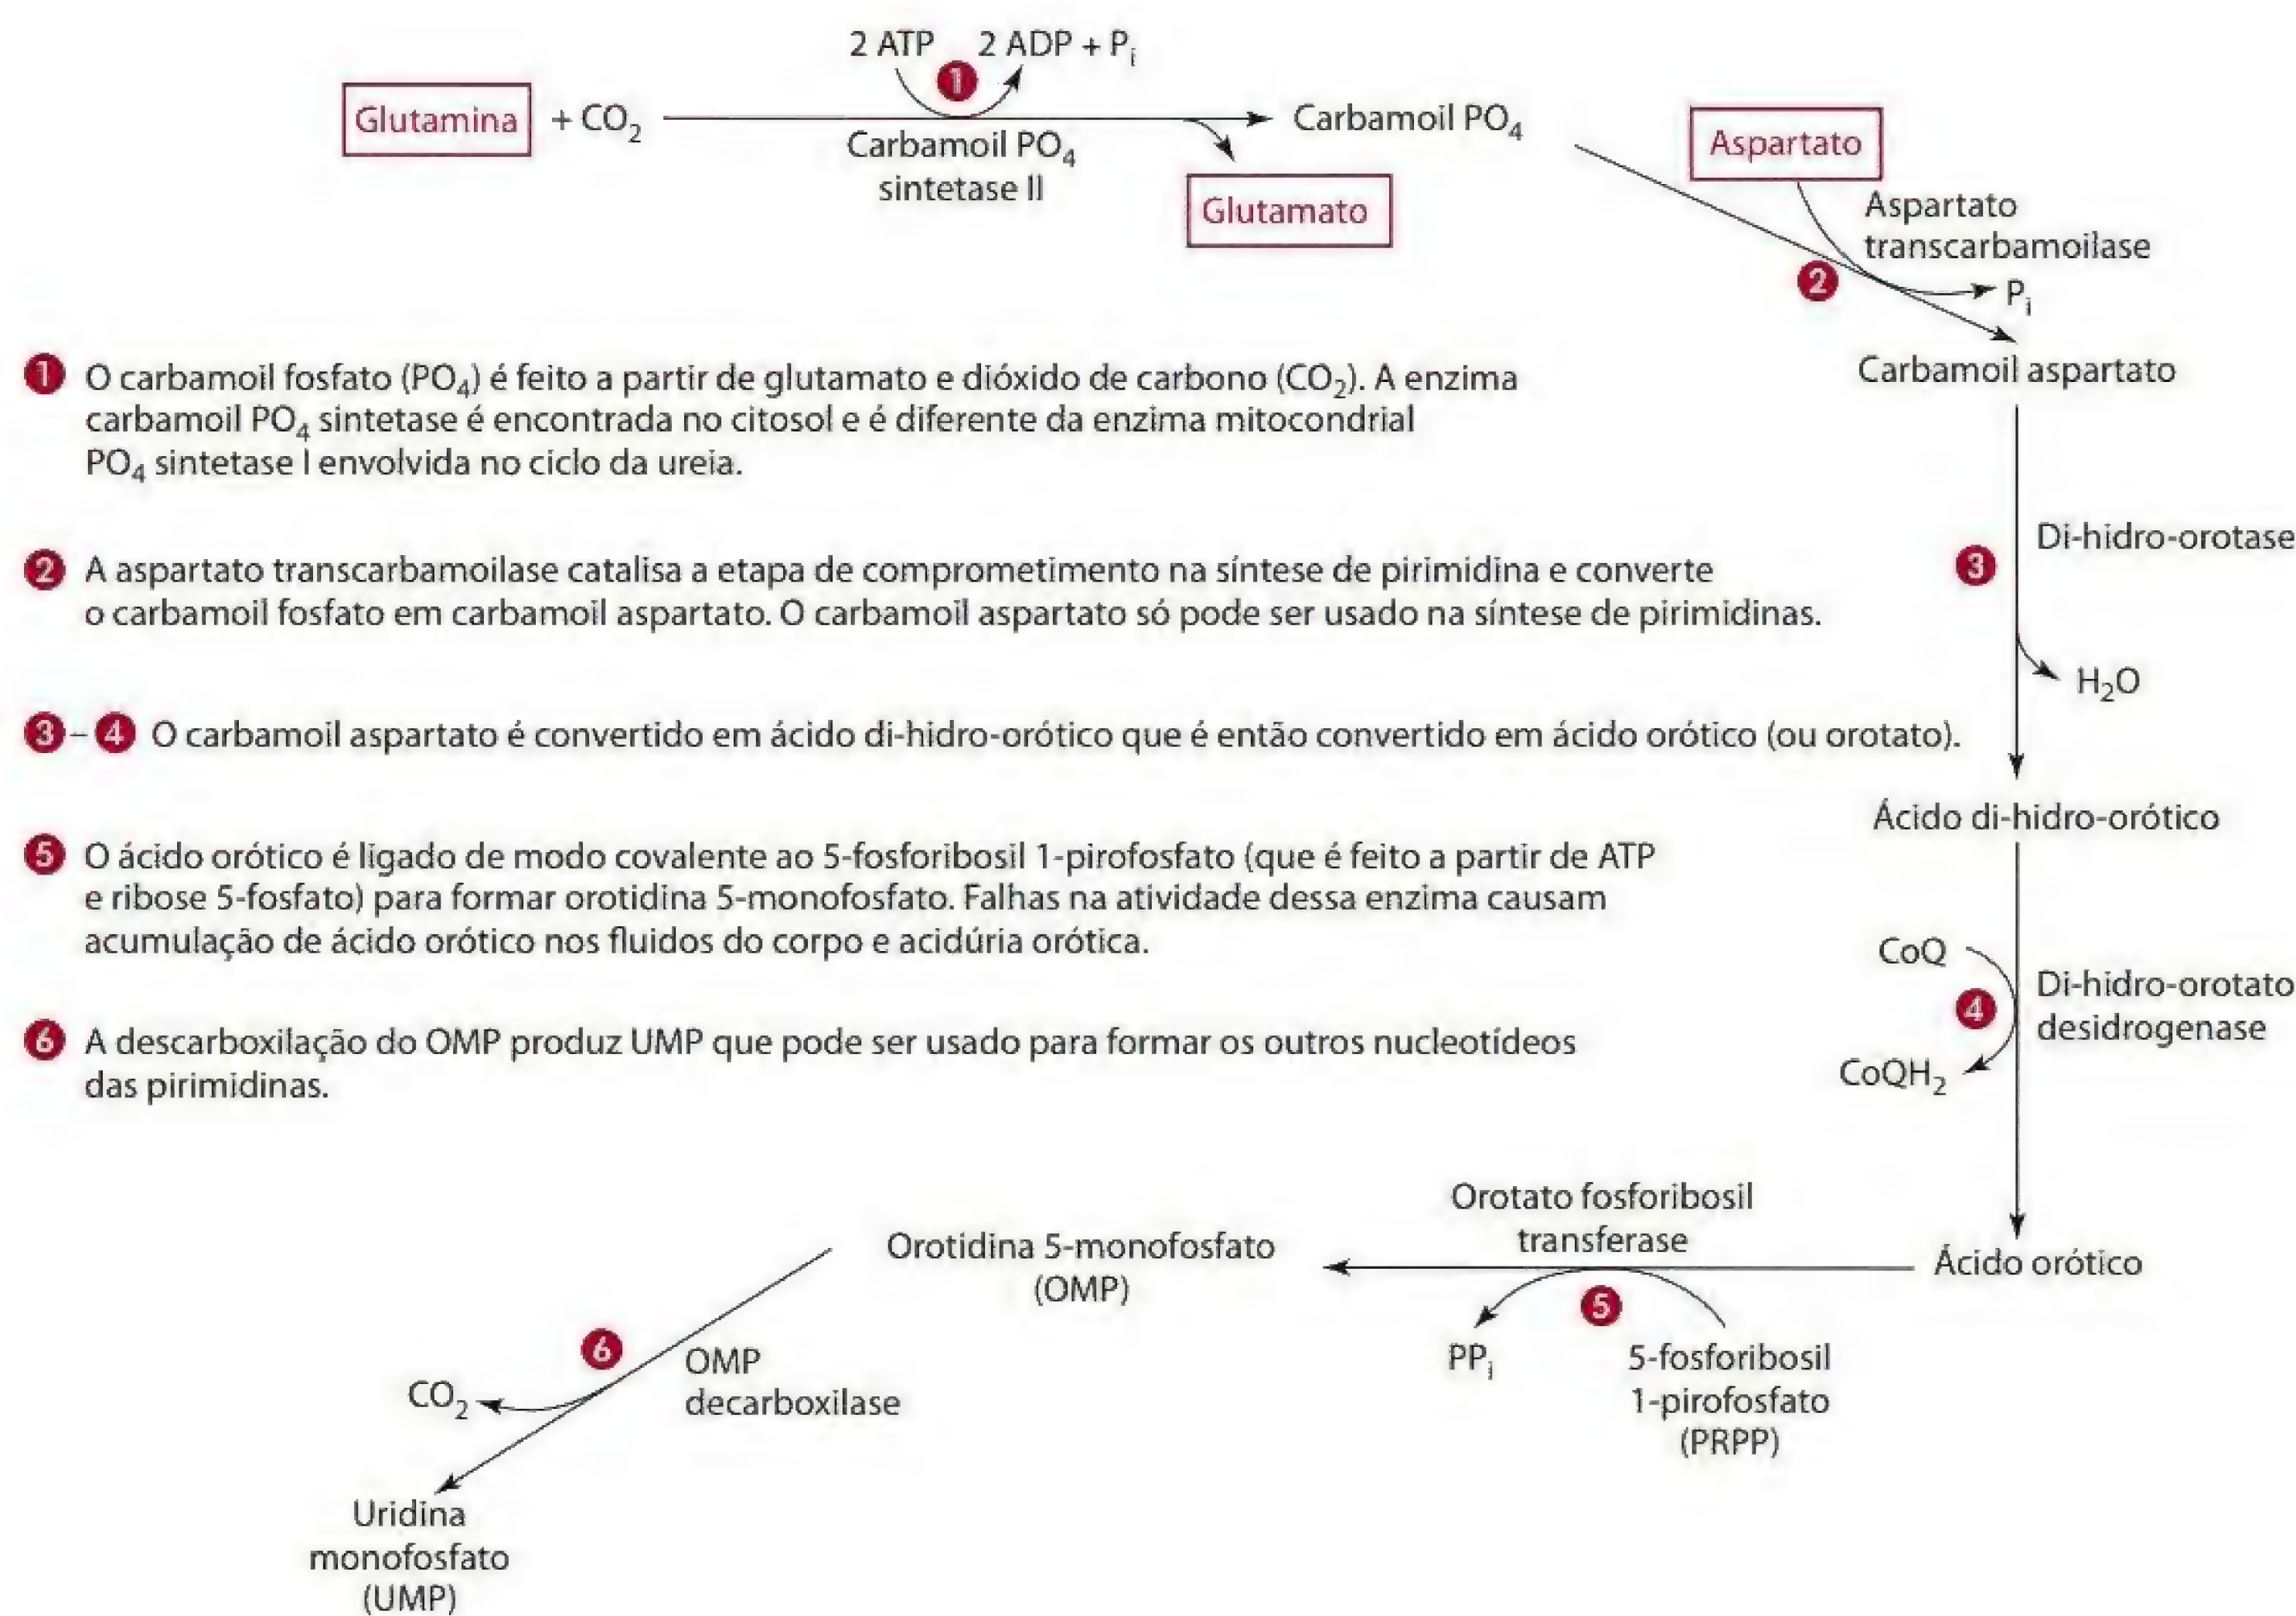 2 ATP 2 ADP + Pi
1
Glutamina + CO2
Carbamoil PO4
sintetase II
Carbamoil PO4
Glutamato
Aspartato
Aspartato
transcarbamoilase
2
Pi
Carbamoil aspartato
1 O carbamoil fosfato (PO4) é feito a partir de glutamato e dióxido de carbono (CO2). A enzima
carbamoil PO4 sintetase é encontrada no citosol e é diferente da enzima mitocondrial
PO4 sintetase I envolvida no ciclo da ureia.
2 A aspartato transcarbamoilase catalisa a etapa de comprometimento na síntese de pirimidina e converte
o carbamoil fosfato em carbamoil aspartato. O carbamoil aspartato só pode ser usado na síntese de pirimidinas.
3 – 4 O carbamoil aspartato é convertido em ácido di-hidro-orótico que é então convertido em ácido orótico (ou orotato).
5 O ácido orótico é ligado de modo covalente ao 5-fosforibosil 1-pirofosfato (que é feito a partir de ATP
e ribose 5-fosfato) para formar orotidina 5-monofosfato. Falhas na atividade dessa enzima causam
acumulação de ácido orótico nos fluidos do corpo e acidúria orótica.
6 A descarboxilação do OMP produz UMP que pode ser usado para formar os outros nucleotídeos
das pirimidinas.
Di-hidro-orotase
3
H2O
Ácido di-hidro-orótico
CoQ
4
Di-hidro-orotato
desidrogenase
CoQH2
Ácido orótico
Orotato fosforibosil
transferase
5
PPi
5-fosforibosil
1-pirofosfato
(PRPP)
Orotidina 5-monofosfato
(OMP)
6
OMP
decarboxilase
CO2
Uridina
monofosfato
(UMP)